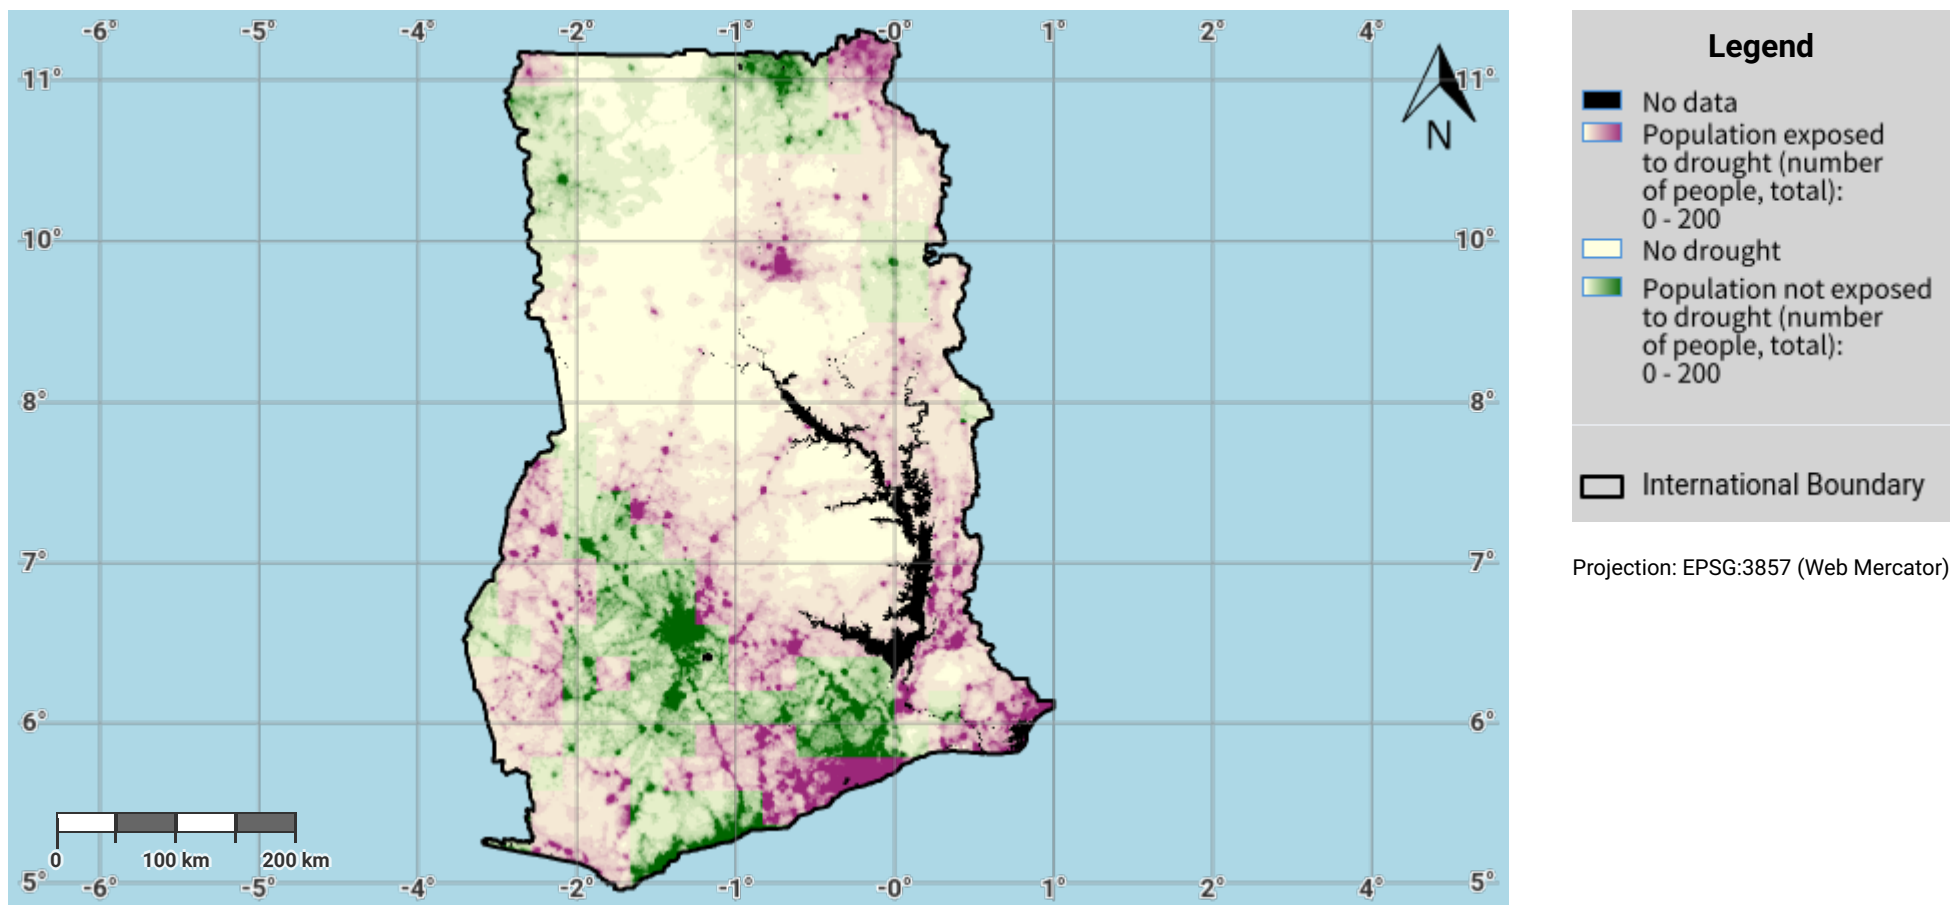 -6° -5° -4° -2° -1° -0° 1° 2° 4°
11° 11°
10° 10°
8° 8°
7° 7°
6° 6°
5° 5°
-6° -5° -4° -2° -1° -0° 1° 2° 4°
N
0 100 km 200 km
Legend
No data
Population exposed
to drought (number
of people, total):
0 - 200
No drought
Population not exposed
to drought (number
of people, total):
0 - 200
International Boundary
Projection: EPSG:3857 (Web Mercator)